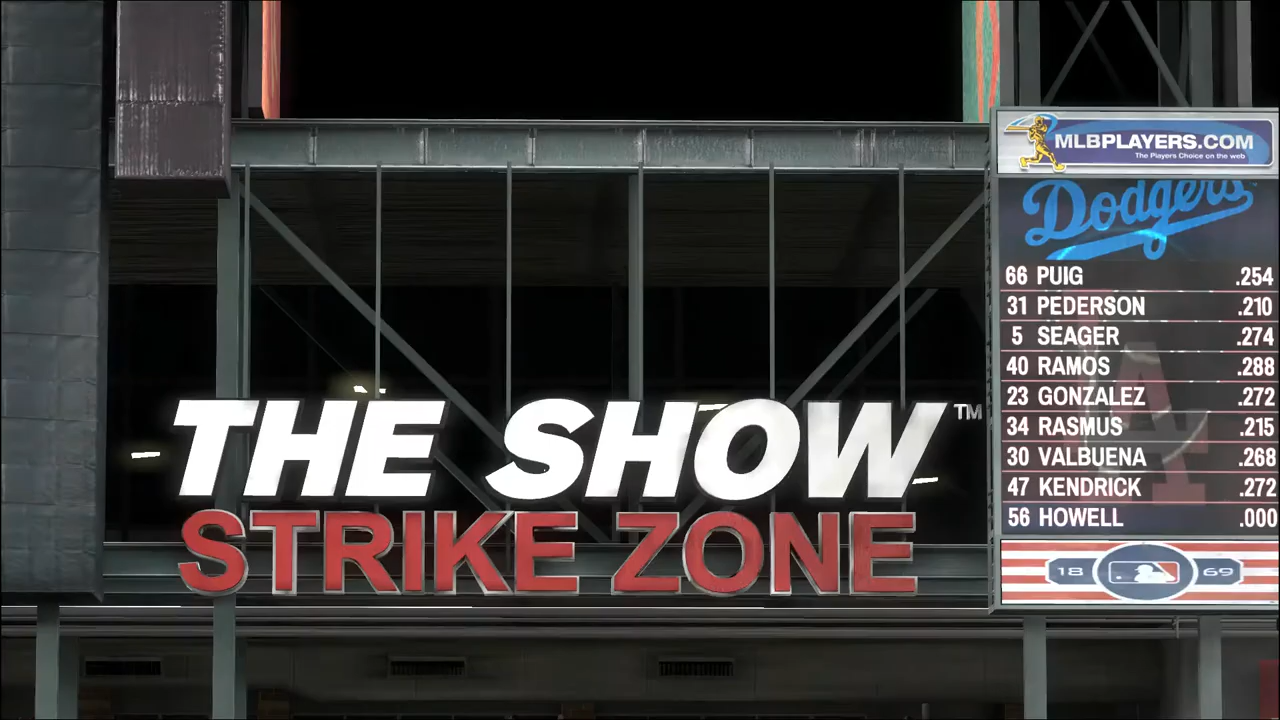 MLBPLAYERS.COM
The Players Choice on the web
Dodgers
66 PUIG .254
31 PEDERSON .210
5 SEAGER .274
40 RAMOS .288
23 GONZALEZ .272
34 RASMUS .215
30 VALBUENA .268
47 KENDRICK .272
56 HOWELL .000
18 69
THE SHOW™
STRIKE ZONE